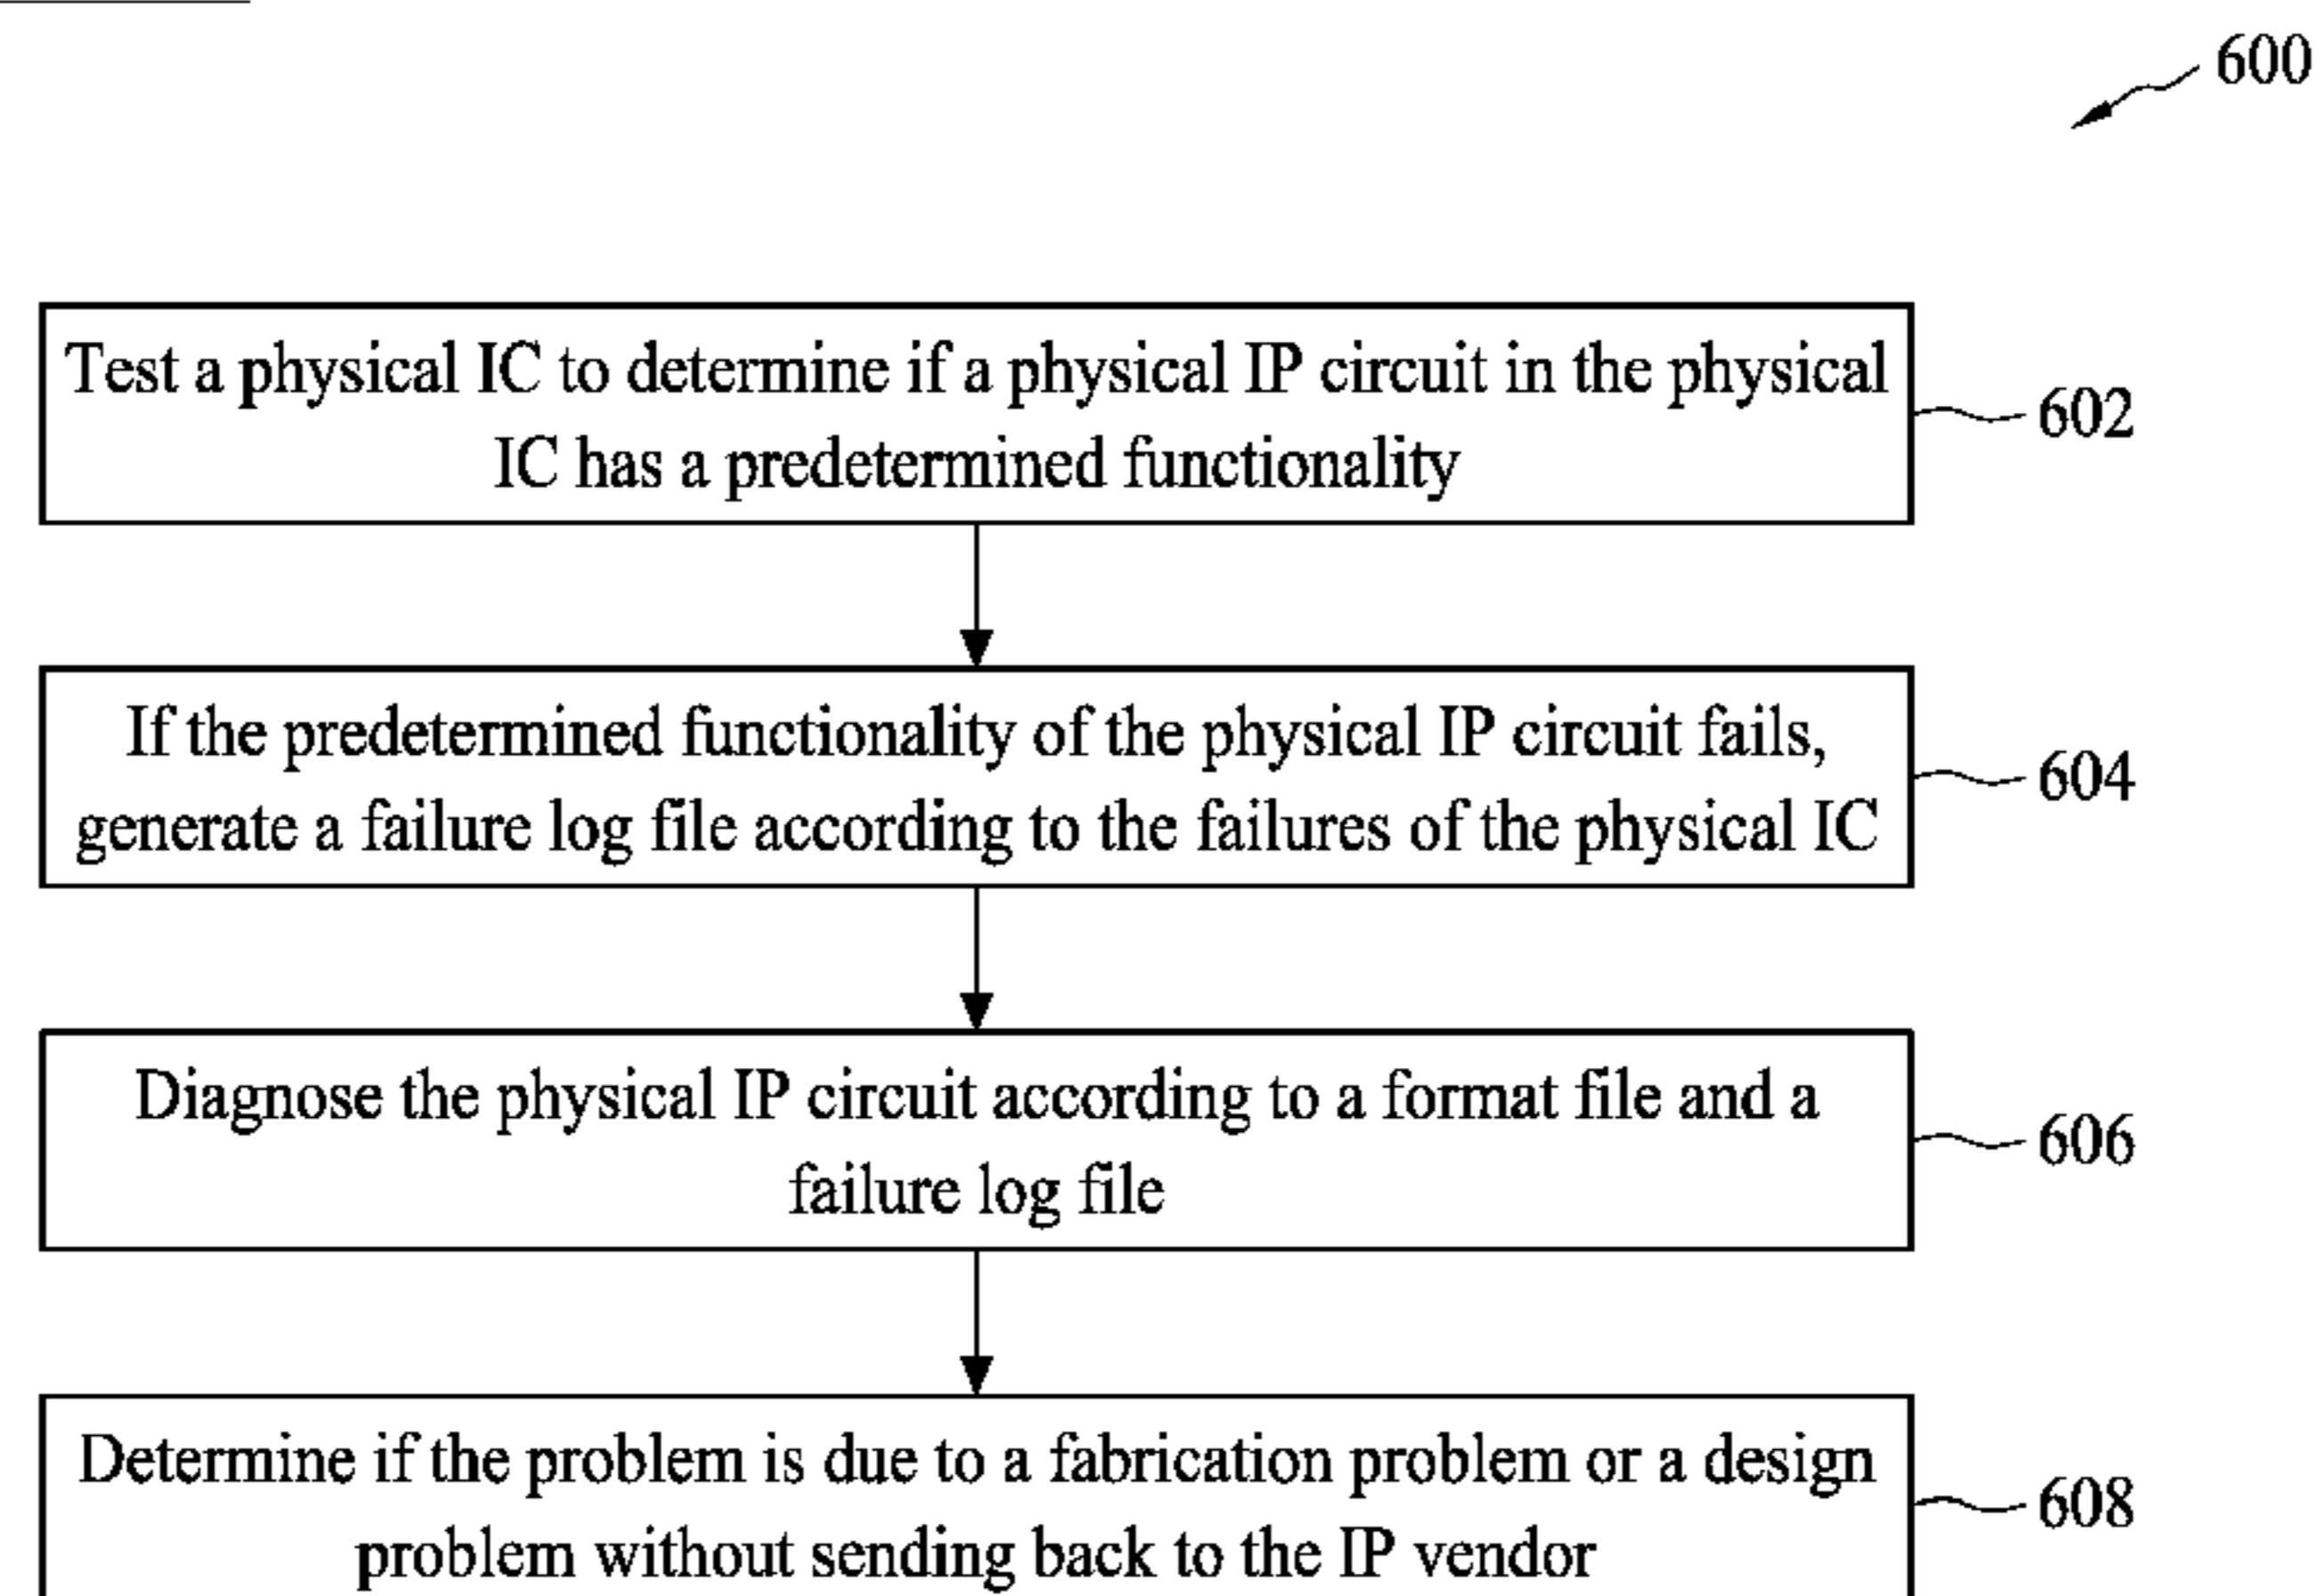 600
Test a physical IC to determine if a physical IP circuit in the physical
IC has a predetermined functionality
602
If the predetermined functionality of the physical IP circuit fails,
generate a failure log file according to the failures of the physical IC
604
Diagnose the physical IP circuit according to a format file and a
failure log file
606
Determine if the problem is due to a fabrication problem or a design
problem without sending back to the IP vendor
608